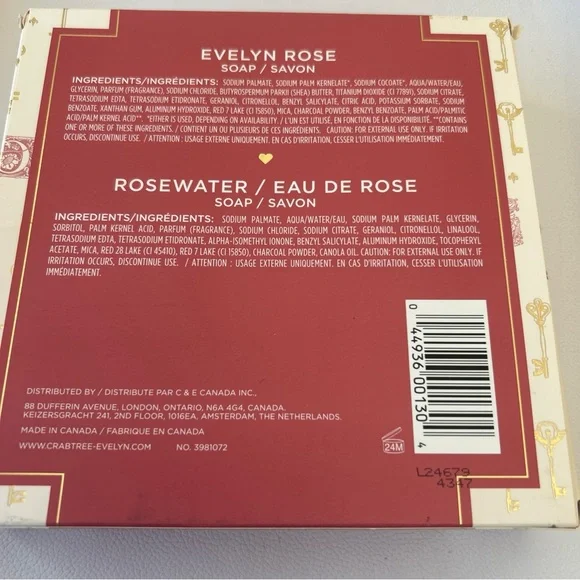 EVELYN ROSE
SOAP / SAVON
INGREDIENTS/INGRÉDIENTS: SODIUM PALMATE, SODIUM PALM KERNELATE*, SODIUM COCOATE*, AQUA/WATER/EAU,
GLYCERIN, PARFUM (FRAGRANCE), SODIUM CHLORIDE, BUTYROSPERMUM PARKII (SHEA) BUTTER, TITANIUM DIOXIDE (CI 77891), SODIUM CITRATE,
TETRASODIUM EDTA, TETRASODIUM ETIDRONATE, GERANIOL, CITRONELLOL, BENZYL SALICYLATE, CITRIC ACID, POTASSIUM SORBATE, SODIUM
BENZOATE, XANTHAN GUM, ALUMINUM HYDROXIDE, RED 7 LAKE (CI 15850), MICA, CHARCOAL POWDER, BENZYL BENZOATE, PALM ACID/PALMITIC
ACID/PALM KERNEL ACID**. *EITHER IS USED, DEPENDING ON AVAILABILITY. / L'UN EST UTILISÉ, EN FONCTION DE LA DISPONIBILITÉ. **CONTAINS
ONE OR MORE OF THESE INGREDIENTS. / CONTIENT UN OU PLUSIEURS DE CES INGRÉDIENTS. CAUTION: FOR EXTERNAL USE ONLY. IF IRRITATION
OCCURS, DISCONTINUE USE. / ATTENTION : USAGE EXTERNE UNIQUEMENT. EN CAS D'IRRITATION, CESSER L'UTILISATION IMMÉDIATEMENT.
ROSEWATER / EAU DE ROSE
SOAP / SAVON
INGREDIENTS/INGRÉDIENTS: SODIUM PALMATE, AQUA/WATER/EAU, SODIUM PALM KERNELATE, GLYCERIN,
SORBITOL, PALM KERNEL ACID, PARFUM (FRAGRANCE), SODIUM CHLORIDE, SODIUM CITRATE, GERANIOL, CITRONELLOL, LINALOOL,
TETRASODIUM EDTA, TETRASODIUM ETIDRONATE, ALPHA-ISOMETHYL IONONE, BENZYL SALICYLATE, ALUMINUM HYDROXIDE, TOCOPHERYL
ACETATE, MICA, RED 28 LAKE (CI 45410), RED 7 LAKE (CI 15850), CHARCOAL POWDER, CANOLA OIL. CAUTION: FOR EXTERNAL USE ONLY. IF
IRRITATION OCCURS, DISCONTINUE USE. / ATTENTION : USAGE EXTERNE UNIQUEMENT. EN CAS D'IRRITATION, CESSER L'UTILISATION
IMMÉDIATEMENT.
0 44936 00130 4
DISTRIBUTED BY / DISTRIBUTE PAR C & E CANADA INC.,
88 DUFFERIN AVENUE, LONDON, ONTARIO, N6A 4G4, CANADA.
KEIZERSGRACHT 241, 2ND FLOOR, 1016EA, AMSTERDAM, THE NETHERLANDS.
MADE IN CANADA / FABRIQUE EN CANADA
WWW.CRABTREE-EVELYN.COM NO. 3981072
24M
L24679
4347